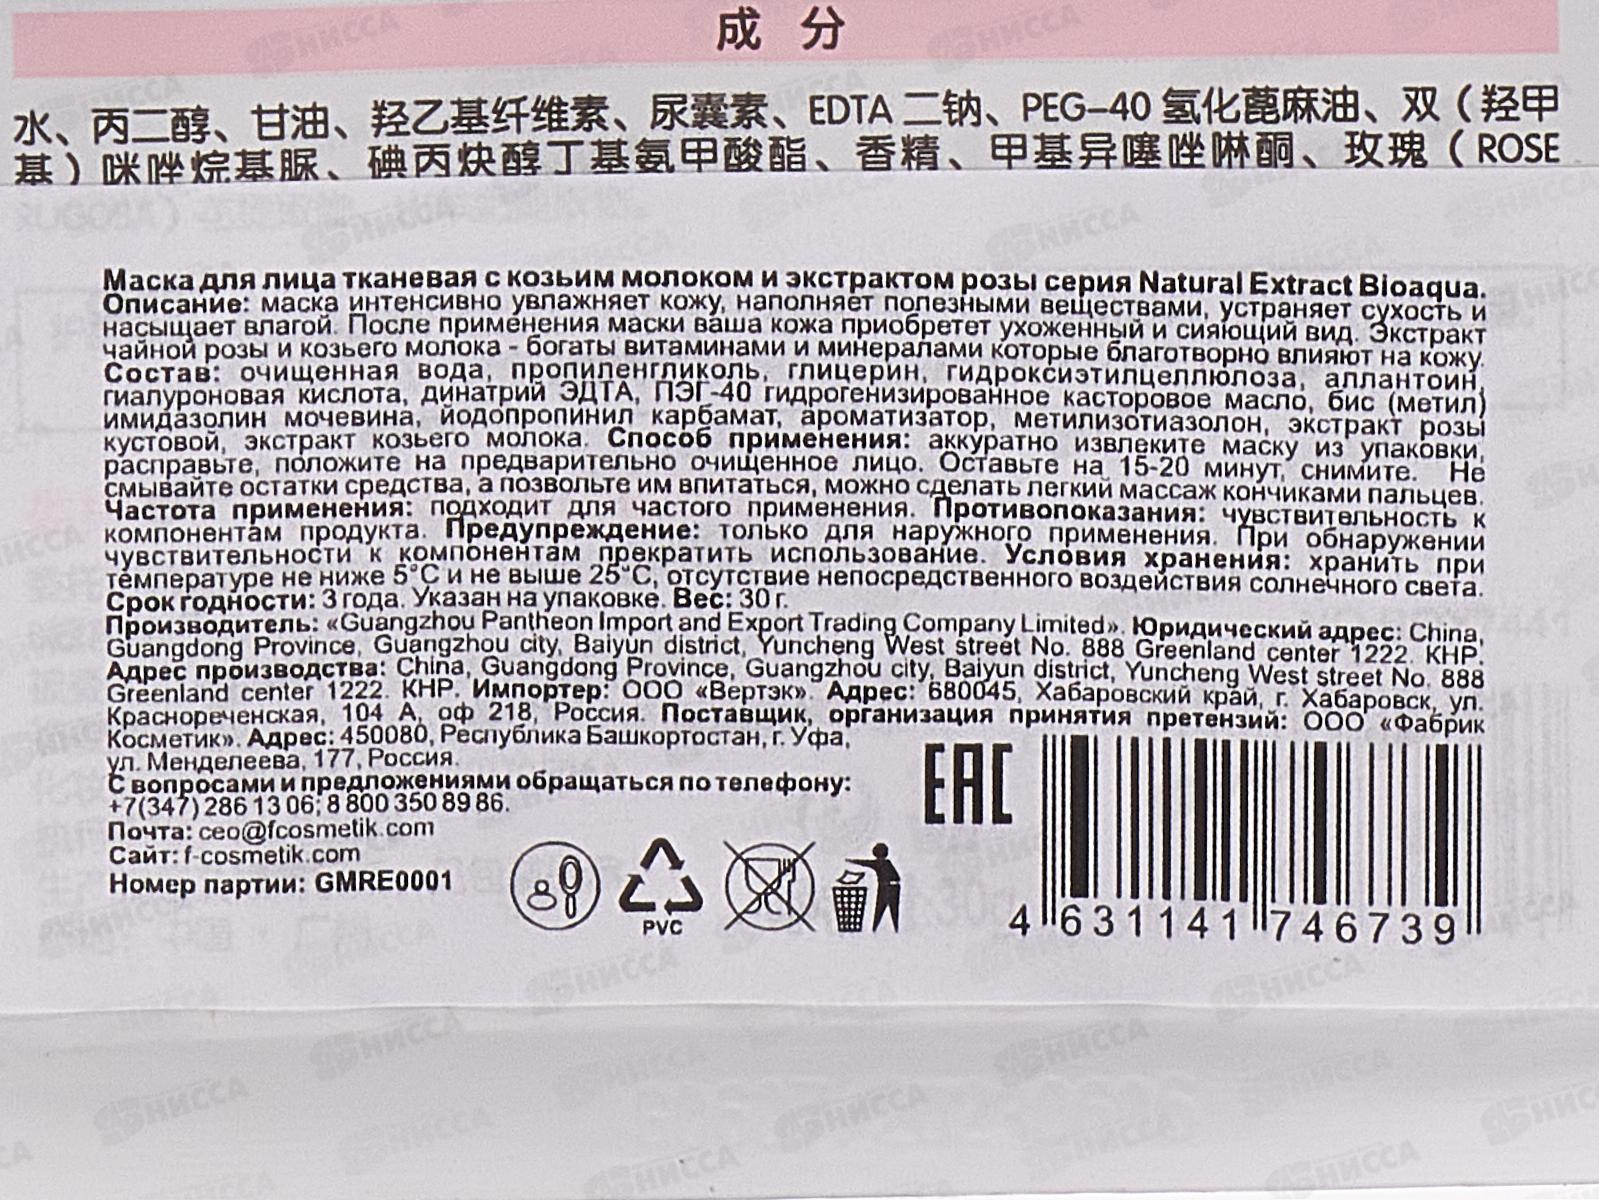 成 分
水、丙二醇、甘油、羟乙基纤维素、尿囊素、EDTA 二钠、PEG-40 氢化蓖麻油、双（羟甲
基）咪唑烷基脲、碘丙炔醇丁基氨甲酸酯、香精、甲基异噻唑啉酮、玫瑰（ROSE
RUGOSA）
Маска для лица тканевая с козьим молоком и экстрактом розы серия Natural Extract Bioaqua.
Описание: маска интенсивно увлажняет кожу, наполняет полезными веществами, устраняет сухость и
насыщает влагой. После применения маски ваша кожа приобретет ухоженный и сияющий вид. Экстракт
чайной розы и козьего молока - богаты витаминами и минералами которые благотворно влияют на кожу.
Состав: очищенная вода, пропиленгликоль, глицерин, гидроксиэтилцеллюлоза, аллантоин,
гиалуроновая кислота, динатрий ЭДТА, ПЭГ-40 гидрогенизированное касторовое масло, бис (метил)
имидазолин мочевина, йодопропинил карбамат, ароматизатор, метилизотиазолон, экстракт розы
кустовой, экстракт козьего молока. Способ применения: аккуратно извлеките маску из упаковки,
расправьте, положите на предварительно очищенное лицо. Оставьте на 15-20 минут, снимите. Не
смывайте остатки средства, а позвольте им впитаться, можно сделать легкий массаж кончиками пальцев.
Частота применения: подходит для частого применения. Противопоказания: чувствительность к
компонентам продукта. Предупреждение: только для наружного применения. При обнаружении
чувствительности к компонентам прекратить использование. Условия хранения: хранить при
температуре не ниже 5°C и не выше 25°C, отсутствие непосредственного воздействия солнечного света.
Срок годности: 3 года. Указан на упаковке. Вес: 30 г.
Производитель: «Guangzhou Pantheon Import and Export Trading Company Limited». Юридический адрес: China,
Guangdong Province, Guangzhou city, Baiyun district, Yuncheng West street No. 888 Greenland center 1222. КНР.
Адрес производства: China, Guangdong Province, Guangzhou city, Baiyun district, Yuncheng West street No. 888
Greenland center 1222. КНР. Импортер: ООО «Вертэк». Адрес: 680045, Хабаровский край, г. Хабаровск, ул.
Краснореченская, 104 А, оф 218, Россия. Поставщик, организация принятия претензий: ООО «Фабрик
Косметик». Адрес: 450080, Республика Башкортостан, г. Уфа,
ул. Менделеева, 177, Россия.
С вопросами и предложениями обращаться по телефону:
+7(347) 286 13 06; 8 800 350 89 86.
Почта: ceo@fcosmetik.com
Сайт: f-cosmetik.com
Номер партии: GMRE0001
PVC
EAC
4 631141 746739
НИССА